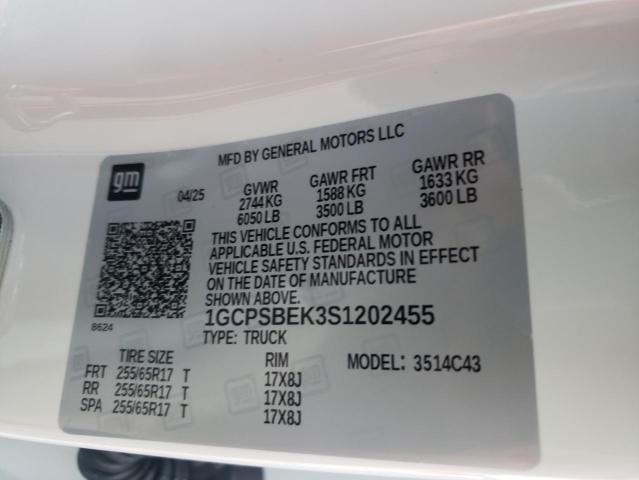 MFD BY GENERAL MOTORS LLC
gm
04/25
GVWR GAWR FRT GAWR RR
2744 KG 1588 KG 1633 KG
6050 LB 3500 LB 3600 LB
THIS VEHICLE CONFORMS TO ALL
APPLICABLE U.S. FEDERAL MOTOR
VEHICLE SAFETY STANDARDS IN EFFECT
ON THE DATE OF MANUFACTURE
SHOWN ABOVE.
8624
1GCPSBEK3S1202455
TYPE: TRUCK
TIRE SIZE RIM MODEL: 3514C43
FRT 255/65R17 T 17X8J
RR 255/65R17 T 17X8J
SPA 255/65R17 T 17X8J